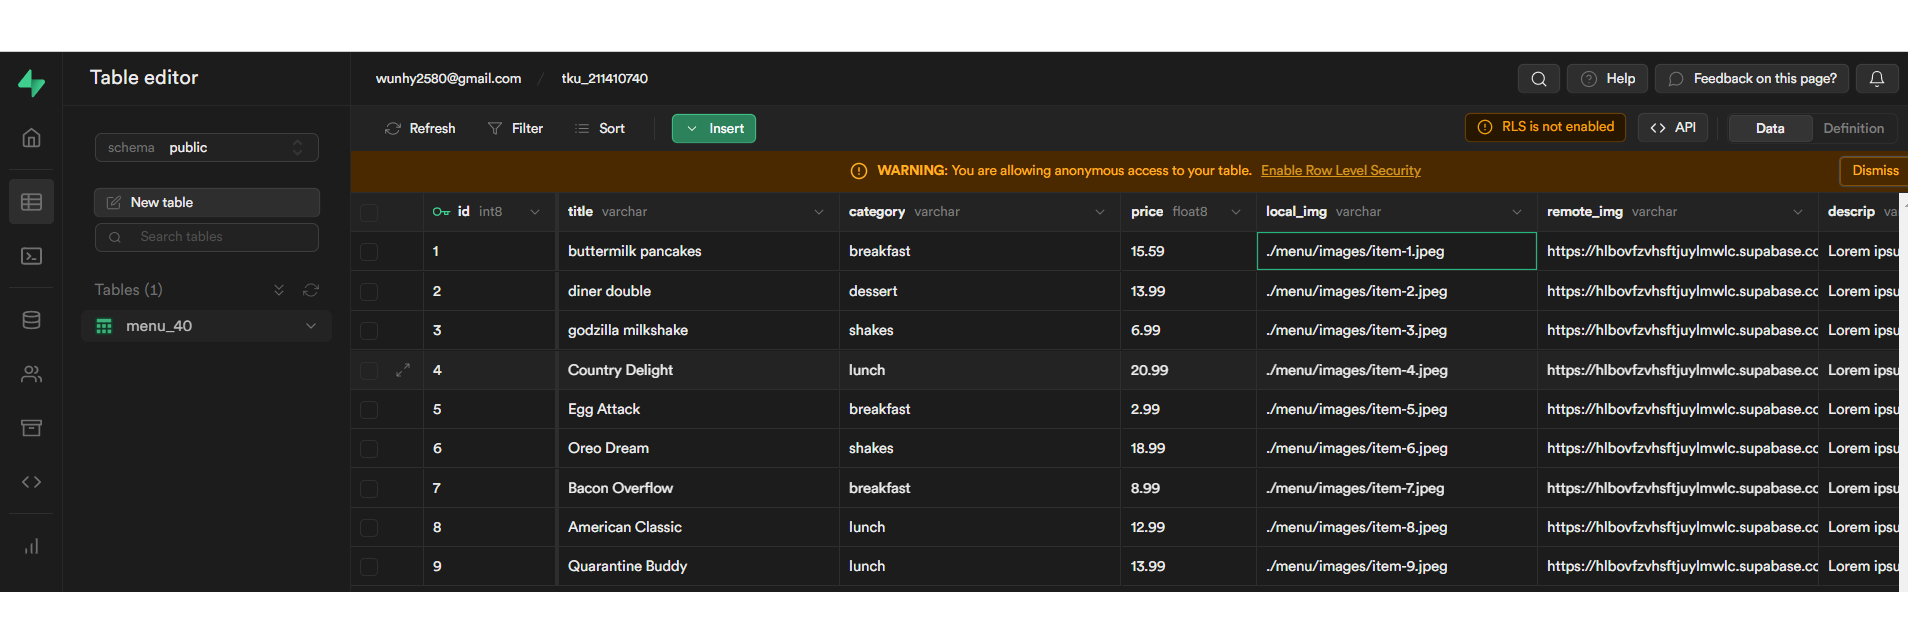 Table editor
wunhy2580@gmail.com / tku_211410740
Help
Feedback on this page?
schema public
Refresh Filter Sort Insert
RLS is not enabled
<> API
Data Definition
WARNING: You are allowing anonymous access to your table. Enable Row Level Security
Dismiss
New table
Search tables
Tables (1)
menu_40
id int8 title varchar category varchar price float8 local_img varchar remote_img varchar descrip va
1 buttermilk pancakes breakfast 15.59 ./menu/images/item-1.jpeg https://hlbovfzvhsftjuylmwlc.supabase.cc Lorem ipsu
2 diner double dessert 13.99 ./menu/images/item-2.jpeg https://hlbovfzvhsftjuylmwlc.supabase.cc Lorem ipsu
3 godzilla milkshake shakes 6.99 ./menu/images/item-3.jpeg https://hlbovfzvhsftjuylmwlc.supabase.cc Lorem ipsu
4 Country Delight lunch 20.99 ./menu/images/item-4.jpeg https://hlbovfzvhsftjuylmwlc.supabase.cc Lorem ipsu
5 Egg Attack breakfast 2.99 ./menu/images/item-5.jpeg https://hlbovfzvhsftjuylmwlc.supabase.cc Lorem ipsu
6 Oreo Dream shakes 18.99 ./menu/images/item-6.jpeg https://hlbovfzvhsftjuylmwlc.supabase.cc Lorem ipsu
7 Bacon Overflow breakfast 8.99 ./menu/images/item-7.jpeg https://hlbovfzvhsftjuylmwlc.supabase.cc Lorem ipsu
8 American Classic lunch 12.99 ./menu/images/item-8.jpeg https://hlbovfzvhsftjuylmwlc.supabase.cc Lorem ipsu
9 Quarantine Buddy lunch 13.99 ./menu/images/item-9.jpeg https://hlbovfzvhsftjuylmwlc.supabase.cc Lorem ipsu